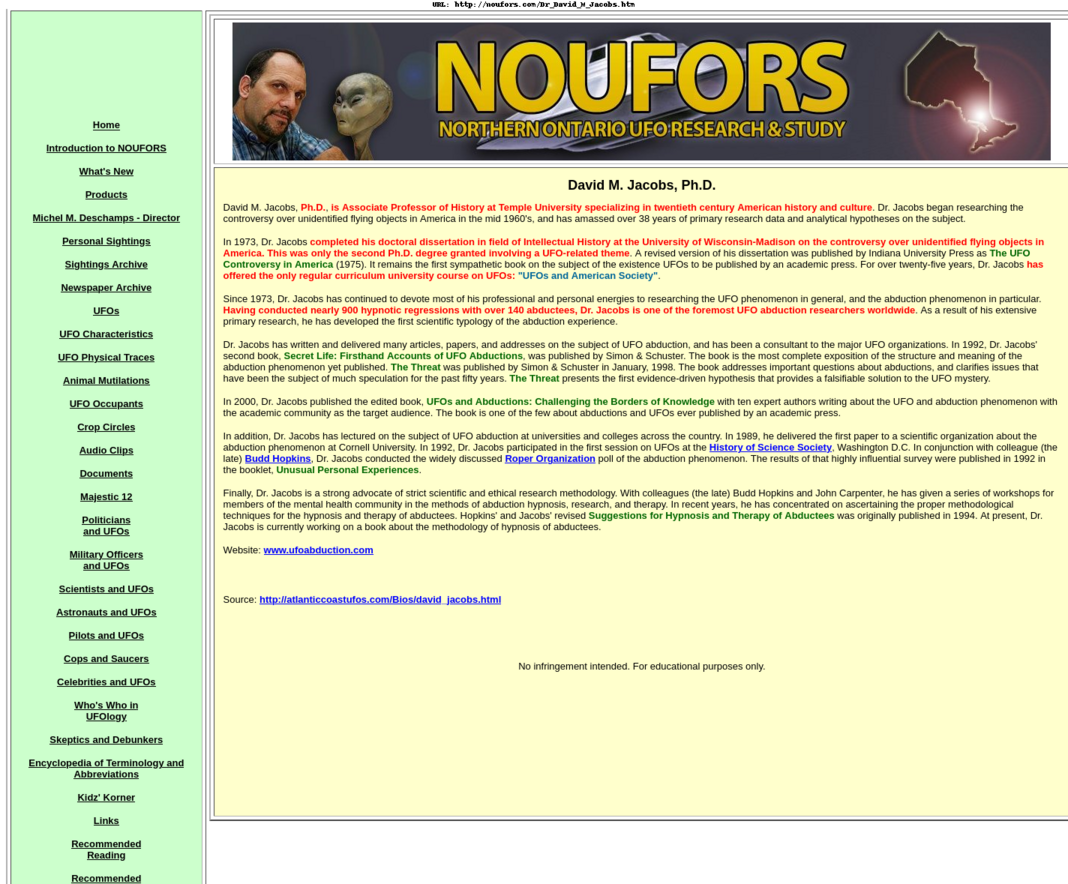 URL: http://noufors.com/Dr_David_M_Jacobs.htm
Home
Introduction to NOUFORS
What's New
Products
Michel M. Deschamps - Director
Personal Sightings
Sightings Archive
Newspaper Archive
UFOs
UFO Characteristics
UFO Physical Traces
Animal Mutilations
UFO Occupants
Crop Circles
Audio Clips
Documents
Majestic 12
Politicians
and UFOs
Military Officers
and UFOs
Scientists and UFOs
Astronauts and UFOs
Pilots and UFOs
Cops and Saucers
Celebrities and UFOs
Who's Who in
UFOlogy
Skeptics and Debunkers
Encyclopedia of Terminology and
Abbreviations
Kidz' Korner
Links
Recommended
Reading
Recommended
NOUFORS
NORTHERN ONTARIO UFO RESEARCH & STUDY
David M. Jacobs, Ph.D.
David M. Jacobs, Ph.D., is Associate Professor of History at Temple University specializing in twentieth century American history and culture. Dr. Jacobs began researching the
controversy over unidentified flying objects in America in the mid 1960's, and has amassed over 38 years of primary research data and analytical hypotheses on the subject.
In 1973, Dr. Jacobs completed his doctoral dissertation in field of Intellectual History at the University of Wisconsin-Madison on the controversy over unidentified flying objects in
America. This was only the second Ph.D. degree granted involving a UFO-related theme. A revised version of his dissertation was published by Indiana University Press as The UFO
Controversy in America (1975). It remains the first sympathetic book on the subject of the existence UFOs to be published by an academic press. For over twenty-five years, Dr. Jacobs has
offered the only regular curriculum university course on UFOs: "UFOs and American Society".
Since 1973, Dr. Jacobs has continued to devote most of his professional and personal energies to researching the UFO phenomenon in general, and the abduction phenomenon in particular.
Having conducted nearly 900 hypnotic regressions with over 140 abductees, Dr. Jacobs is one of the foremost UFO abduction researchers worldwide. As a result of his extensive
primary research, he has developed the first scientific typology of the abduction experience.
Dr. Jacobs has written and delivered many articles, papers, and addresses on the subject of UFO abduction, and has been a consultant to the major UFO organizations. In 1992, Dr. Jacobs'
second book, Secret Life: Firsthand Accounts of UFO Abductions, was published by Simon & Schuster. The book is the most complete exposition of the structure and meaning of the
abduction phenomenon yet published. The Threat was published by Simon & Schuster in January, 1998. The book addresses important questions about abductions, and clarifies issues that
have been the subject of much speculation for the past fifty years. The Threat presents the first evidence-driven hypothesis that provides a falsifiable solution to the UFO mystery.
In 2000, Dr. Jacobs published the edited book, UFOs and Abductions: Challenging the Borders of Knowledge with ten expert authors writing about the UFO and abduction phenomenon with
the academic community as the target audience. The book is one of the few about abductions and UFOs ever published by an academic press.
In addition, Dr. Jacobs has lectured on the subject of UFO abduction at universities and colleges across the country. In 1989, he delivered the first paper to a scientific organization about the
abduction phenomenon at Cornell University. In 1992, Dr. Jacobs participated in the first session on UFOs at the History of Science Society, Washington D.C. In conjunction with colleague (the
late) Budd Hopkins, Dr. Jacobs conducted the widely discussed Roper Organization poll of the abduction phenomenon. The results of that highly influential survey were published in 1992 in
the booklet, Unusual Personal Experiences.
Finally, Dr. Jacobs is a strong advocate of strict scientific and ethical research methodology. With colleagues (the late) Budd Hopkins and John Carpenter, he has given a series of workshops for
members of the mental health community in the methods of abduction hypnosis, research, and therapy. In recent years, he has concentrated on ascertaining the proper methodological
techniques for the hypnosis and therapy of abductees. Hopkins' and Jacobs' revised Suggestions for Hypnosis and Therapy of Abductees was originally published in 1994. At present, Dr.
Jacobs is currently working on a book about the methodology of hypnosis of abductees.
Website: www.ufoabduction.com
Source: http://atlanticcoastufos.com/Bios/david_jacobs.html
No infringement intended. For educational purposes only.